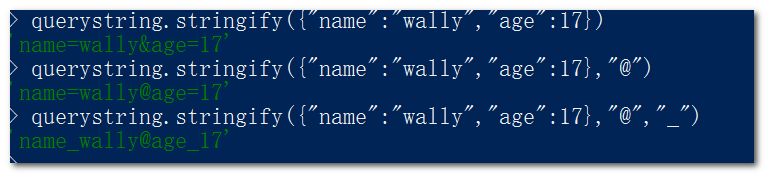 > querystring.stringify({"name":"wally","age":17})
'name=wally&age=17'
> querystring.stringify({"name":"wally","age":17},"@")
'name=wally@age=17'
> querystring.stringify({"name":"wally","age":17},"@","_")
'name_wally@age_17'